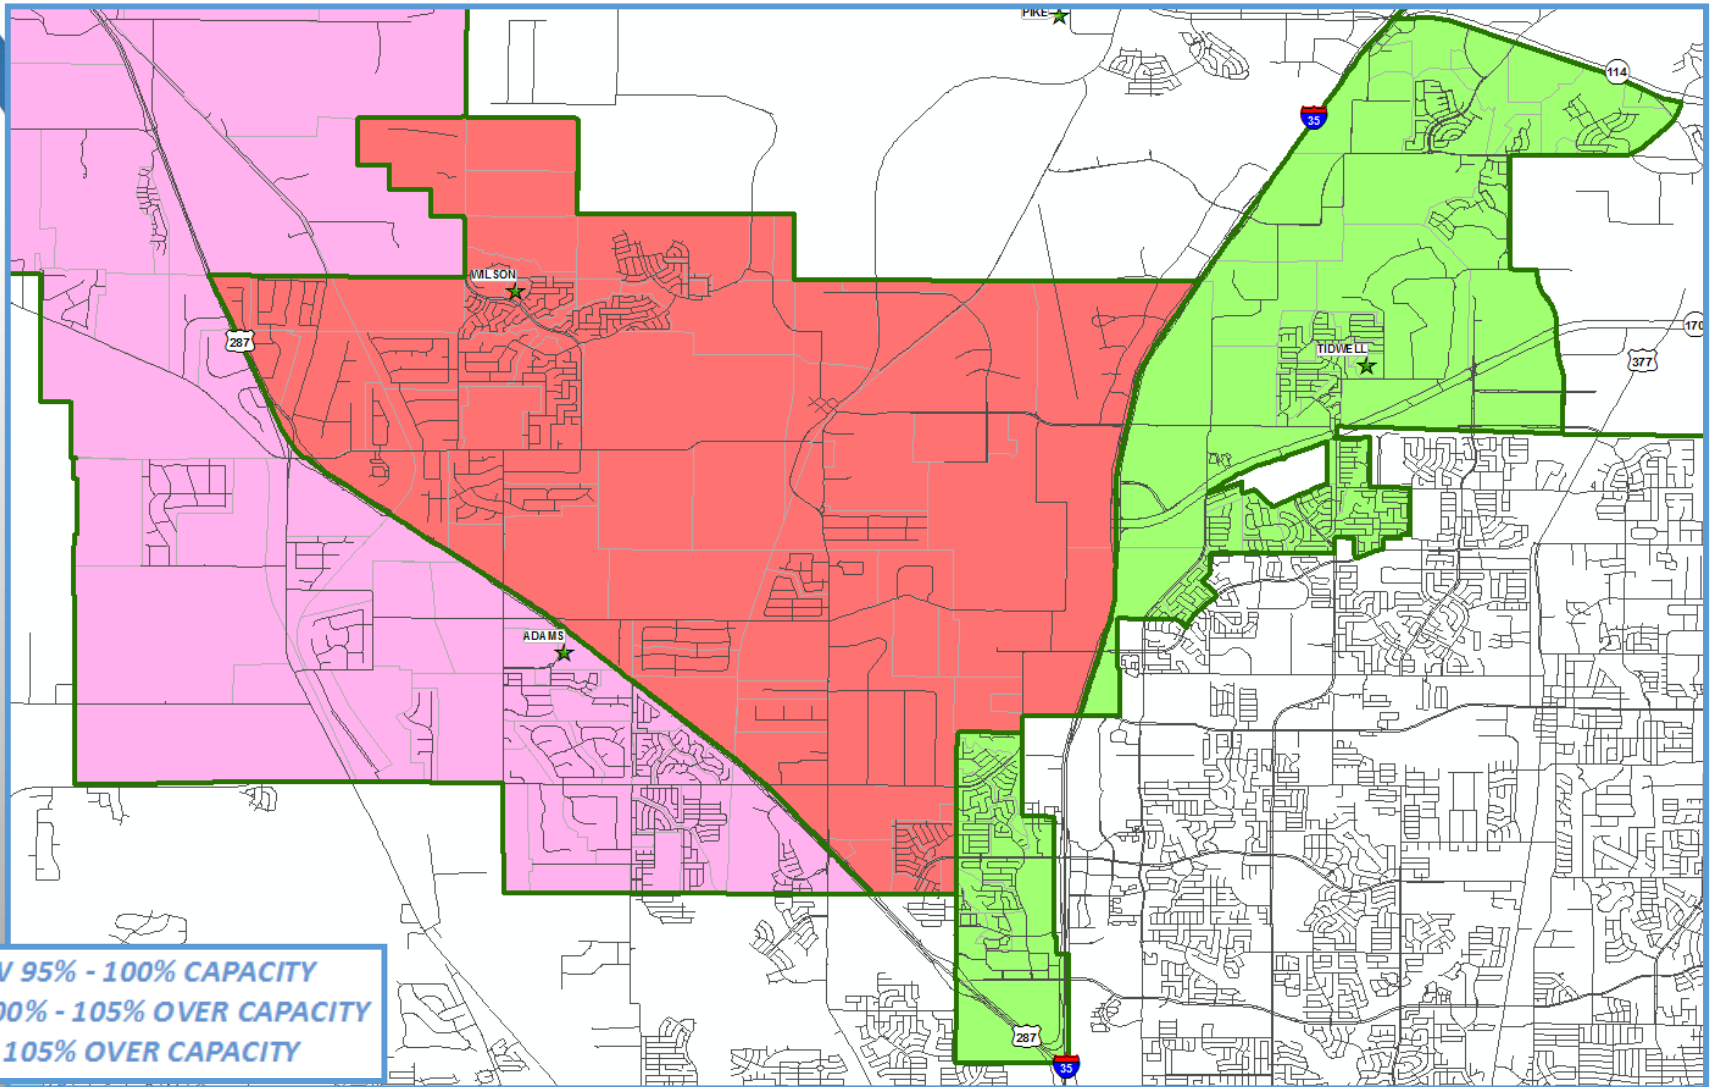 PIKE
114
35
WILSON
287
170
TIDWELL
377
ADAMS
95% - 100% CAPACITY
00% - 105% OVER CAPACITY
105% OVER CAPACITY
287
35